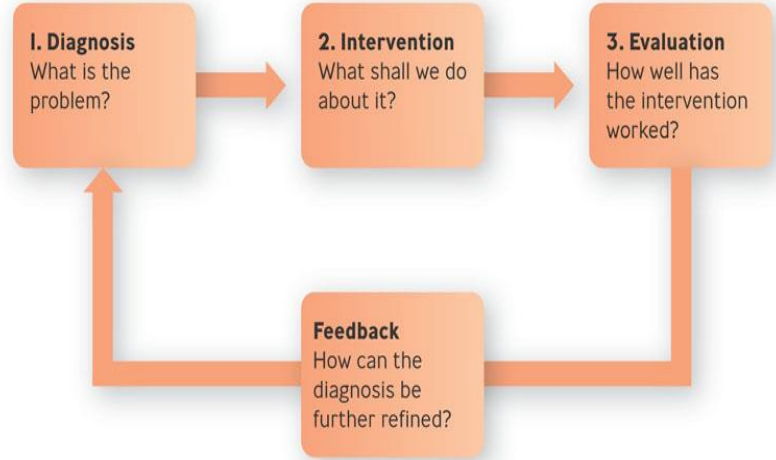 1. Diagnosis
What is the
problem?
2. Intervention
What shall we do
about it?
3. Evaluation
How well has
the intervention
worked?
Feedback
How can the
diagnosis be
further refined?